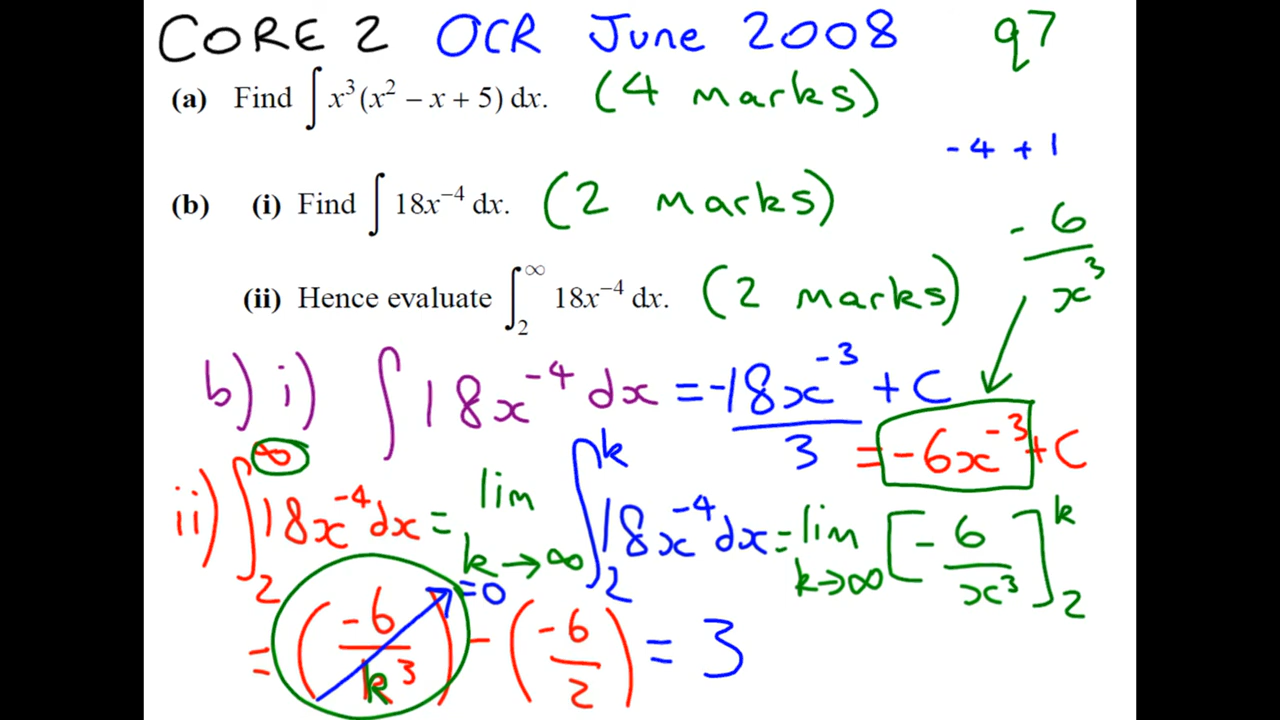 CORE 2 OCR June 2008 q7
(a) Find ∫ x³(x² − x + 5) dx. (4 marks)
-4 + 1
(b) (i) Find ∫ 18x⁻⁴ dx. (2 marks)
-6/x³
(ii) Hence evaluate ∫₂^∞ 18x⁻⁴ dx. (2 marks)
b) i) ∫ 18x⁻⁴ dx = -18x⁻³/3 + C
= -6x⁻³ + C
ii) ∫₂^∞ 18x⁻⁴ dx = lim k→∞ ∫₂^k 18x⁻⁴ dx = lim k→∞ [-6/x³]₂^k
= (-6/k³) =0 - (-6/2) = 3